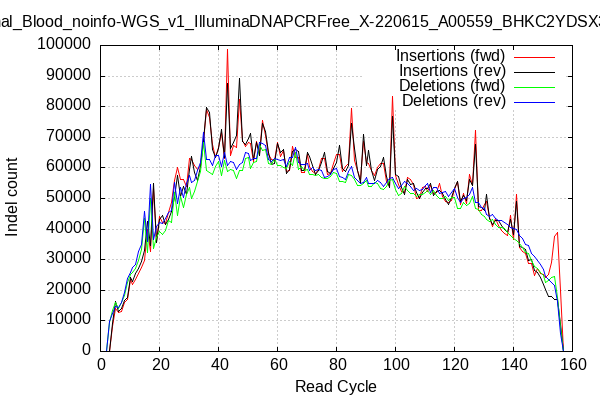 nal_Blood_noinfo-WGS_v1_IlluminaDNAPCRFree_X-220615_A00559_BHKC2YDSX3
Insertions (fwd)
Insertions (rev)
Deletions (fwd)
Deletions (rev)
100000
90000
80000
70000
60000
50000
40000
30000
20000
10000
0
Indel count
0 20 40 60 80 100 120 140 160
Read Cycle